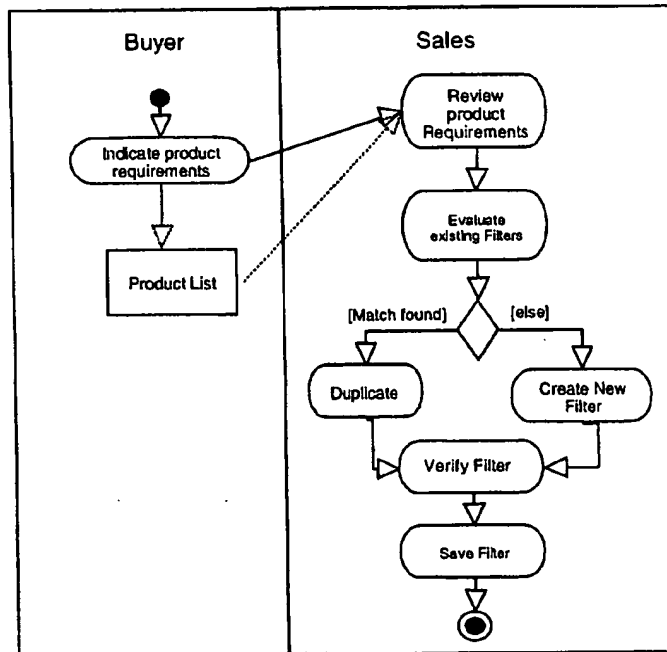 Buyer
Sales
Indicate product
requirements
Product List
Review
product
Requirements
Evaluate
existing Filters
[Match found]
[else]
Duplicate
Create New
Filter
Verify Filter
Save Filter